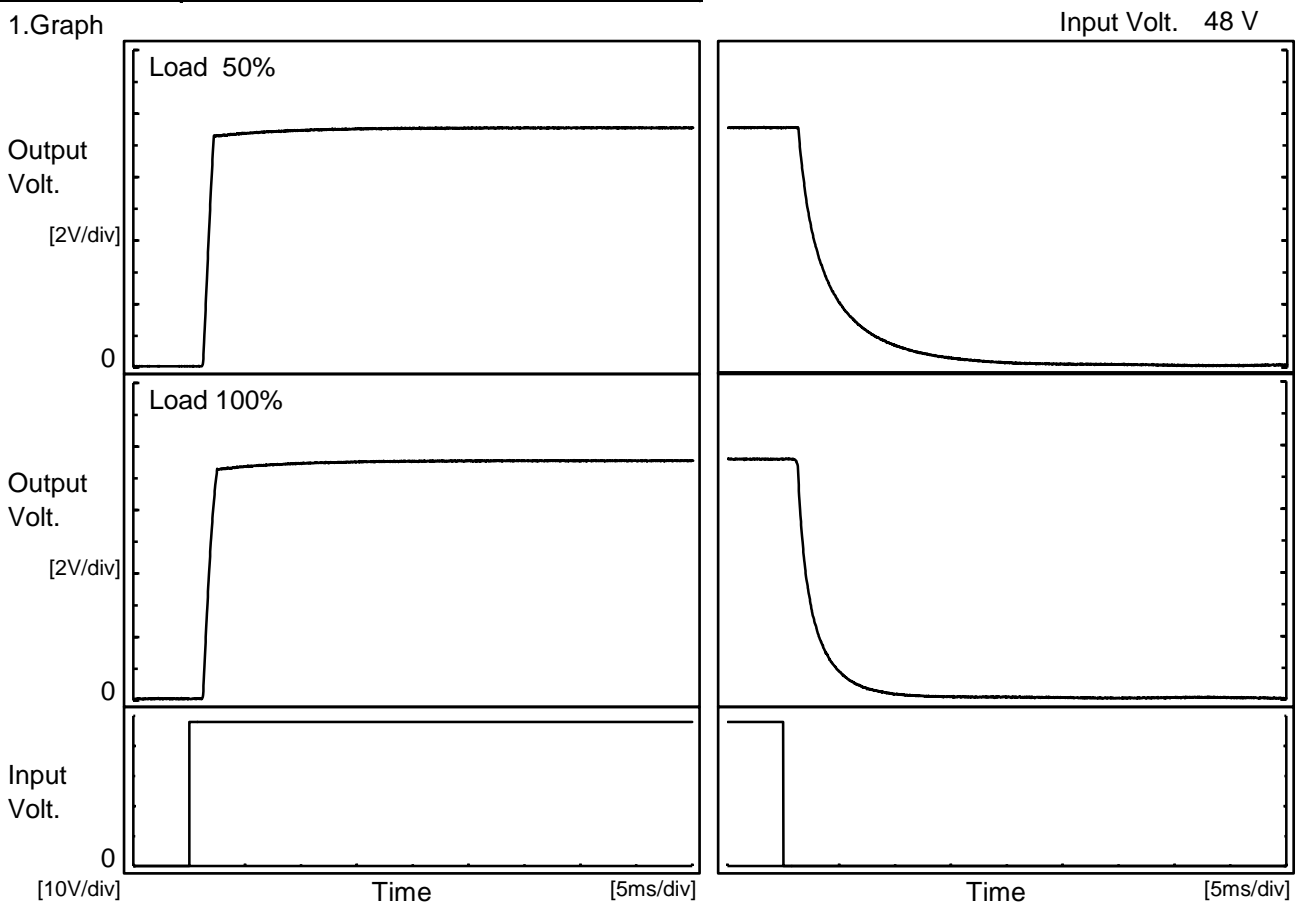 1.Graph
Input Volt. 48 V
Load 50%
Output
Volt.
[2V/div]
0
Load 100%
Output
Volt.
[2V/div]
0
Input
Volt.
0
[10V/div]
Time
[5ms/div]
Time
[5ms/div]